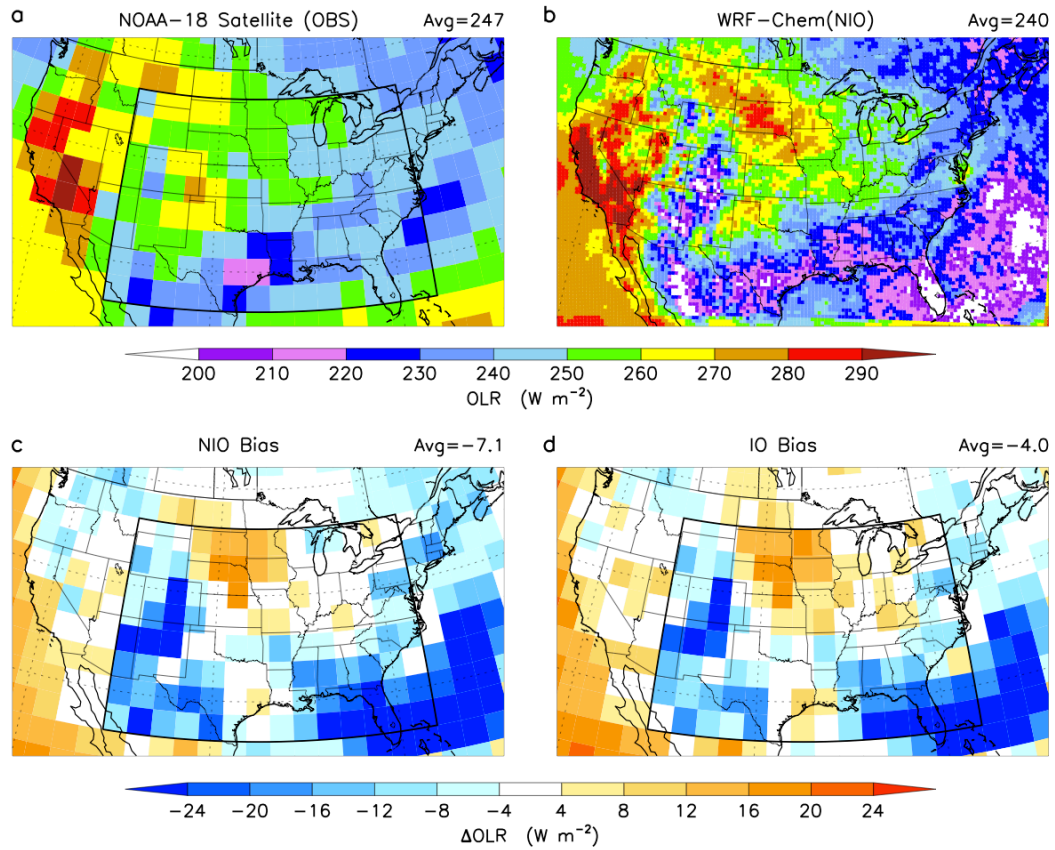 a NOAA-18 Satellite (OBS) Avg=247
b WRF-Chem(NIO) Avg=240
200 210 220 230 240 250 260 270 280 290
OLR (W m⁻²)
c NIO Bias Avg=-7.1
d IO Bias Avg=-4.0
-24 -20 -16 -12 -8 -4 4 8 12 16 20 24
ΔOLR (W m⁻²)